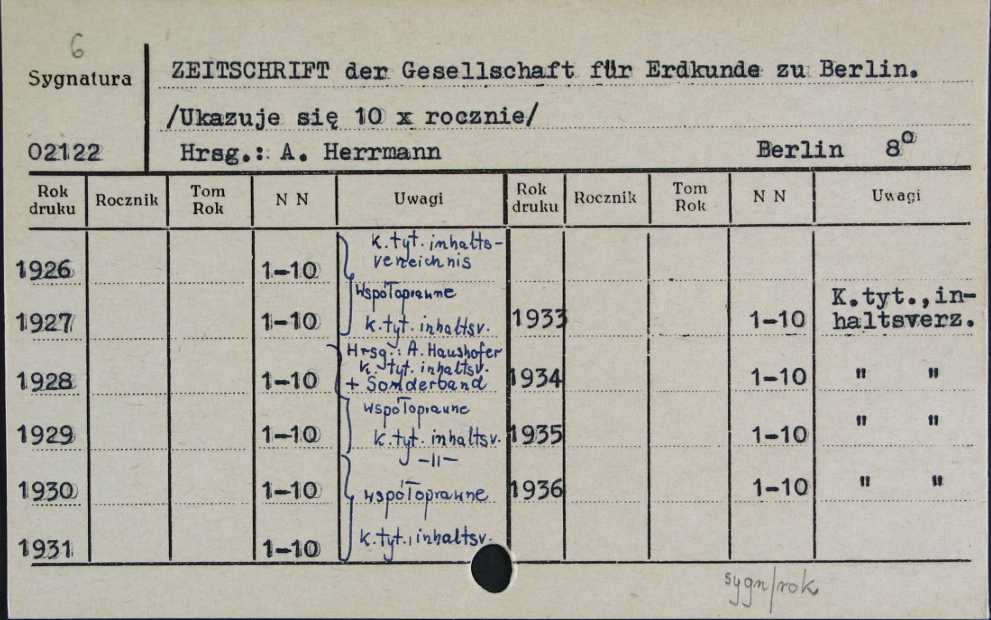 6
Sygnatura
ZEITSCHRIFT der Gesellschaft für Erdkunde zu Berlin.
/Ukazuje się 10 x rocznie/
02122
Hrsg.: A. Herrmann Berlin 8°
Rok druku Rocznik Tom Rok N N Uwagi Rok druku Rocznik Tom Rok N N Uwagi
k. tyt. inhalts-
1926 1-10 verzeichnis
współoprawne
1927 1-10 k. tyt. inhaltsv.
1933 1-10 K.tyt.,in-
haltsverz.
Hrsg.: A. Haushofer
k. tyt. inhaltsv.
1928 1-10 + Sonderband
1934 1-10 " "
współoprawne
1929 1-10 k. tyt. inhaltsv.
1935 1-10 " "
-II-
1930 1-10 współoprawne
1936 1-10 " "
1931 1-10 k. tyt., inhaltsv.
sygn/rok